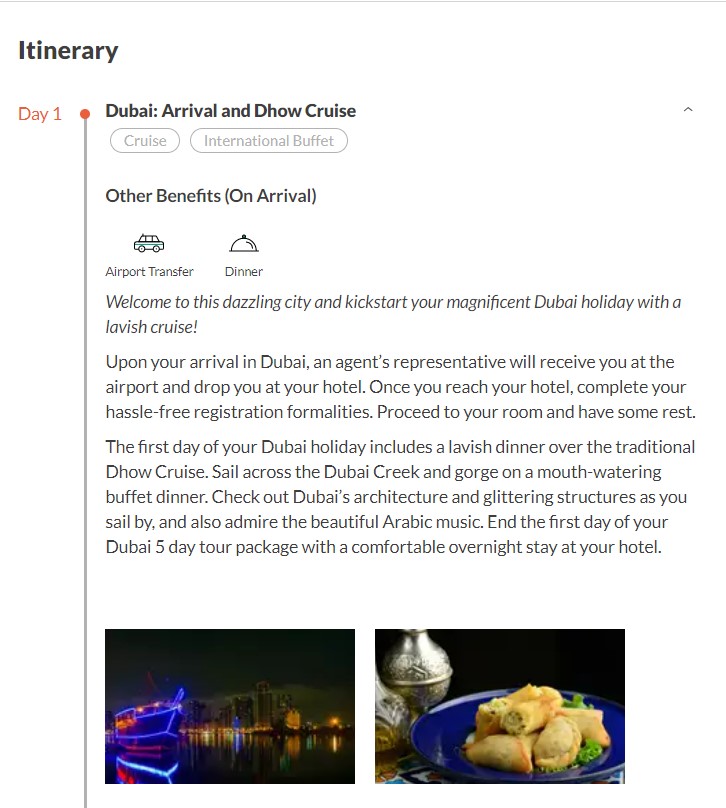 Itinerary
Day 1
Dubai: Arrival and Dhow Cruise
Cruise
International Buffet
Other Benefits (On Arrival)
Airport Transfer
Dinner
Welcome to this dazzling city and kickstart your magnificent Dubai holiday with a
lavish cruise!
Upon your arrival in Dubai, an agent’s representative will receive you at the
airport and drop you at your hotel. Once you reach your hotel, complete your
hassle-free registration formalities. Proceed to your room and have some rest.
The first day of your Dubai holiday includes a lavish dinner over the traditional
Dhow Cruise. Sail across the Dubai Creek and gorge on a mouth-watering
buffet dinner. Check out Dubai’s architecture and glittering structures as you
sail by, and also admire the beautiful Arabic music. End the first day of your
Dubai 5 day tour package with a comfortable overnight stay at your hotel.